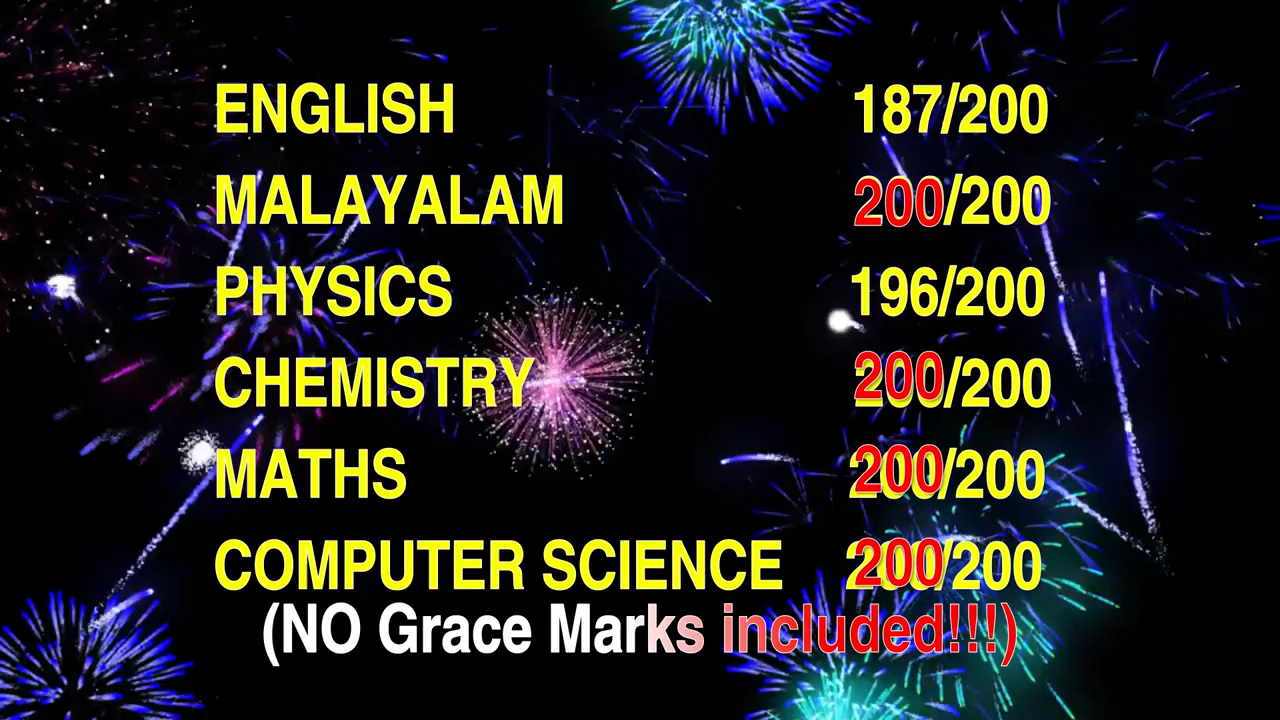 ENGLISH 187/200
MALAYALAM 200/200
PHYSICS 196/200
CHEMISTRY 200/200
MATHS 200/200
COMPUTER SCIENCE 200/200
(NO Grace Marks included!!!)